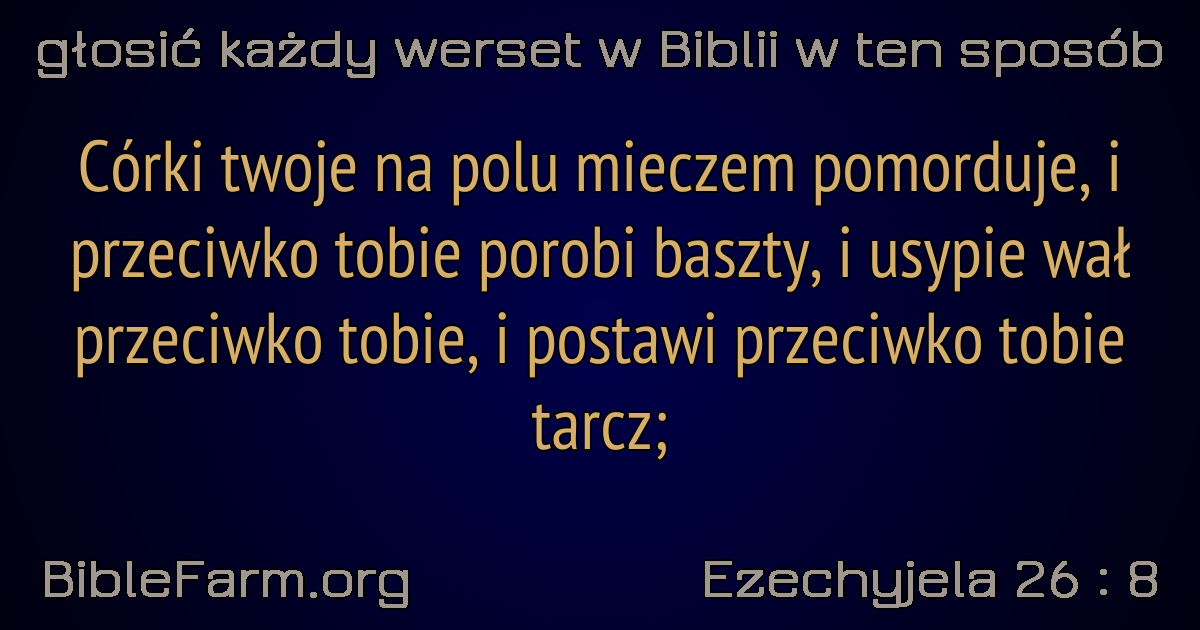 głosić każdy werset w Biblii w ten sposób
Córki twoje na polu mieczem pomorduje, i
przeciwko tobie porobi baszty, i usypie wał
przeciwko tobie, i postawi przeciwko tobie
tarcz;
BibleFarm.org
Ezechyjela 26 : 8